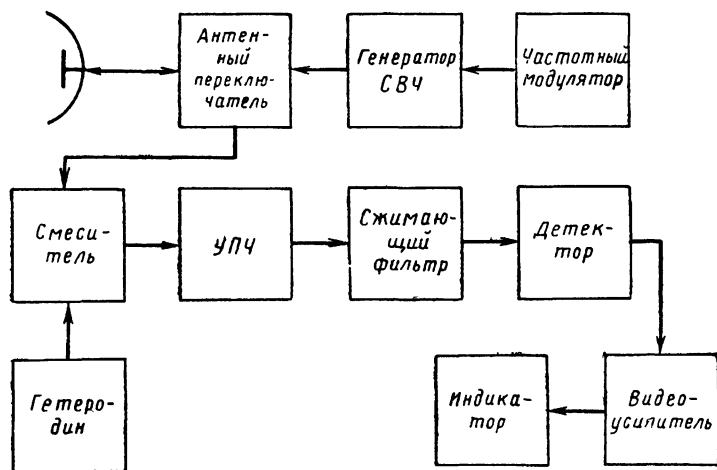 Антен-
ный
переклю-
чатель
Генератор
СВЧ
Частотный
модулятор
Смеси-
тель
УПЧ
Сжимаю-
щий
фильтр
Детек-
тор
Гетеро-
дин
Индика-
тор
Видео-
усилитель